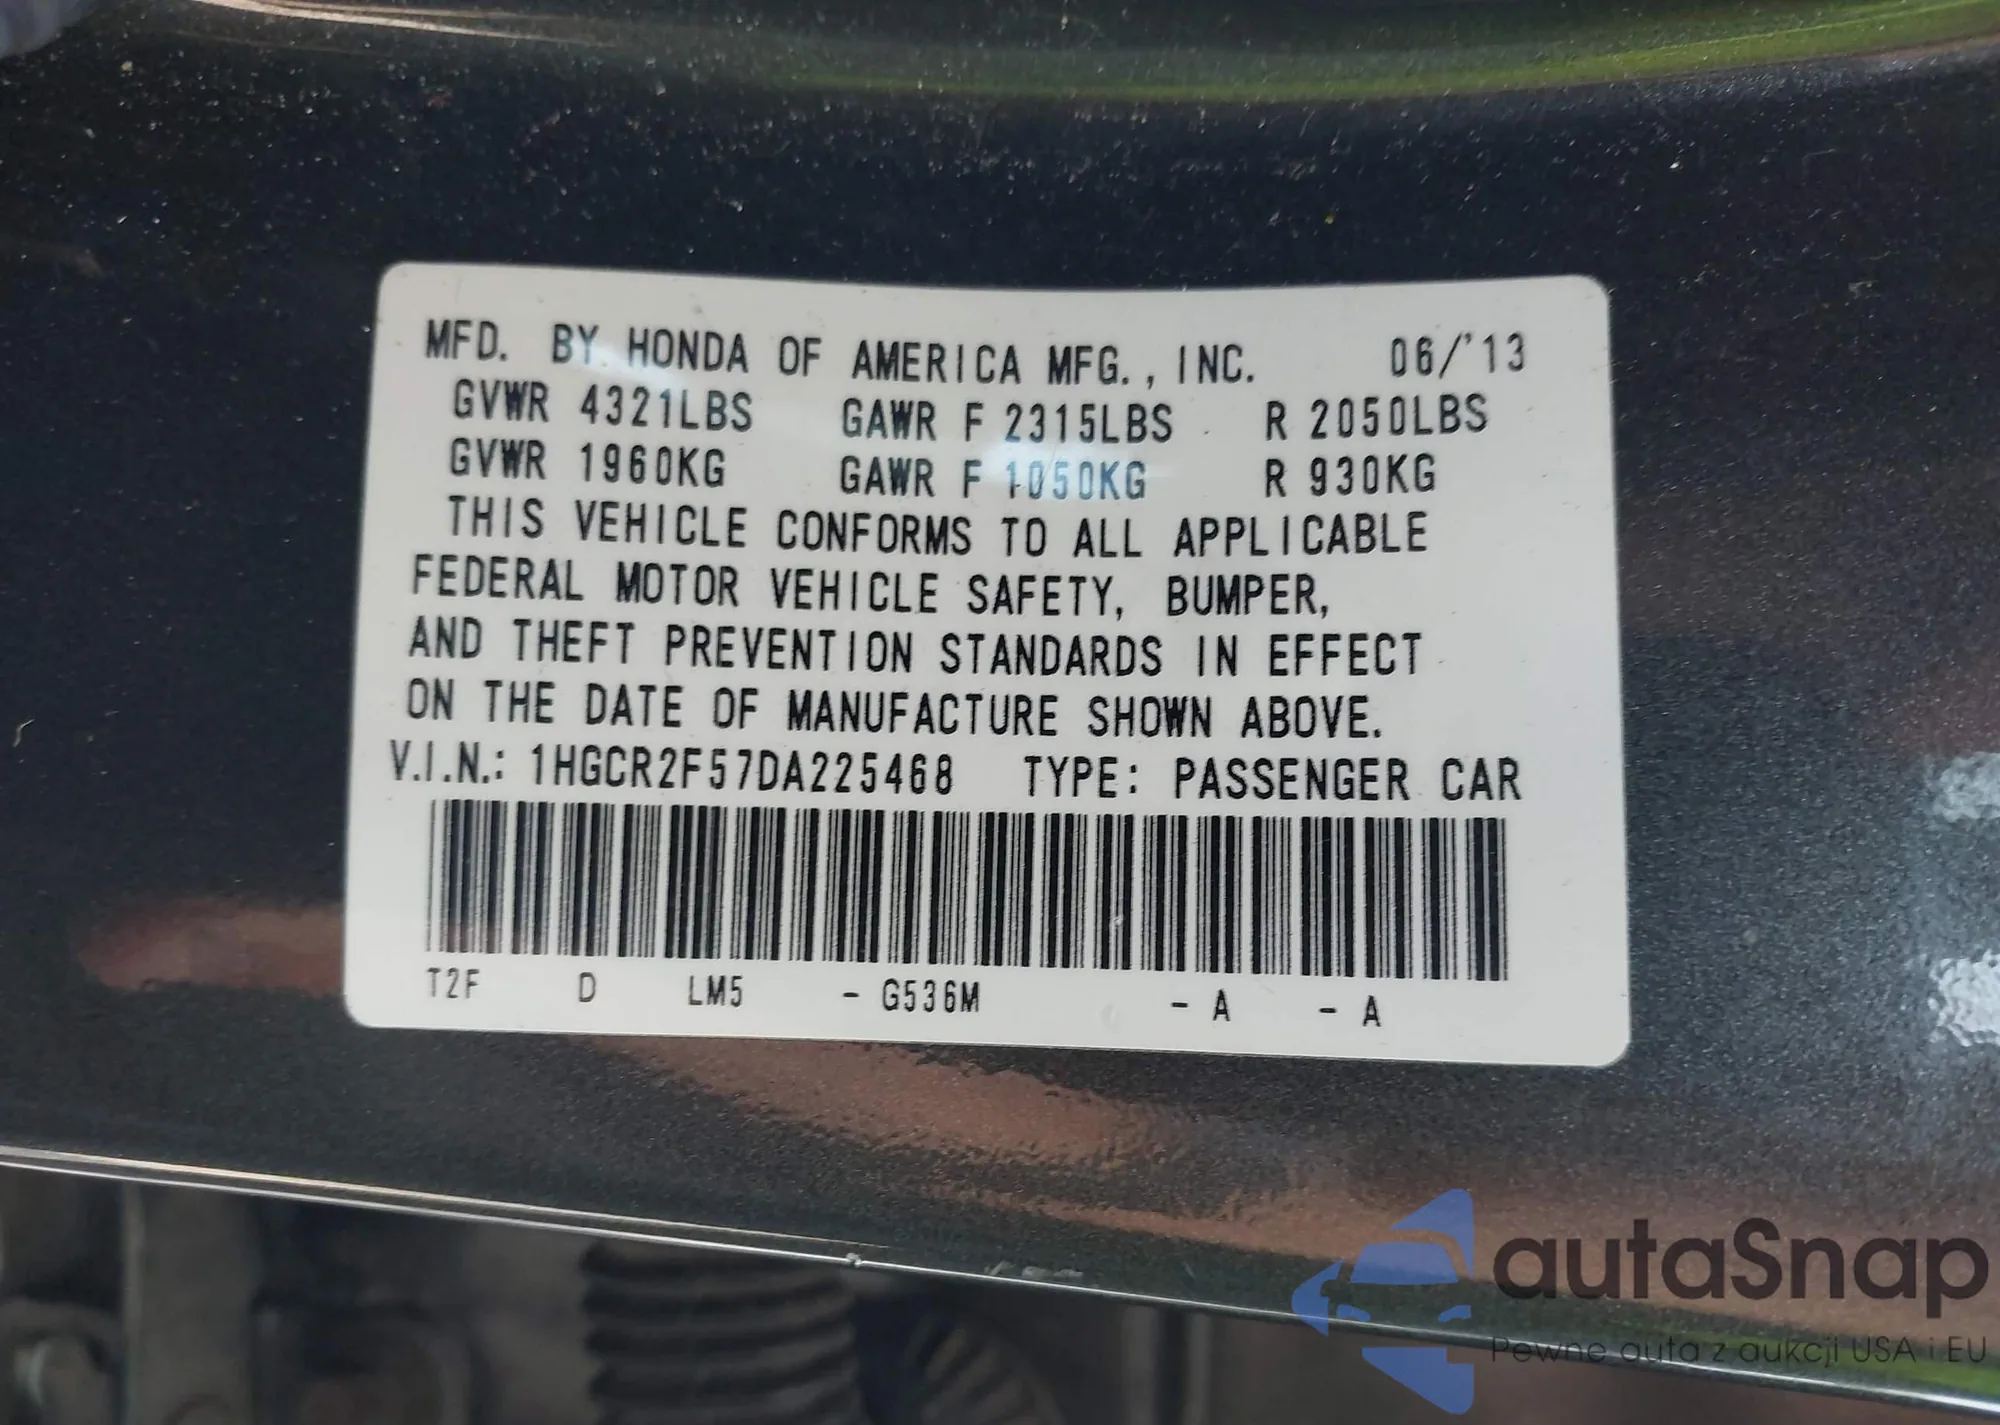 MFD. BY HONDA OF AMERICA MFG., INC. 06/'13
GVWR 4321LBS GAWR F 2315LBS R 2050LBS
GVWR 1960KG GAWR F 1050KG R 930KG
THIS VEHICLE CONFORMS TO ALL APPLICABLE
FEDERAL MOTOR VEHICLE SAFETY, BUMPER,
AND THEFT PREVENTION STANDARDS IN EFFECT
ON THE DATE OF MANUFACTURE SHOWN ABOVE.
V.I.N.: 1HGCR2F57DA225468 TYPE: PASSENGER CAR
T2F D LM5 - G536M - A - A
autaSnap
Pewne auta z aukcji USA i EU